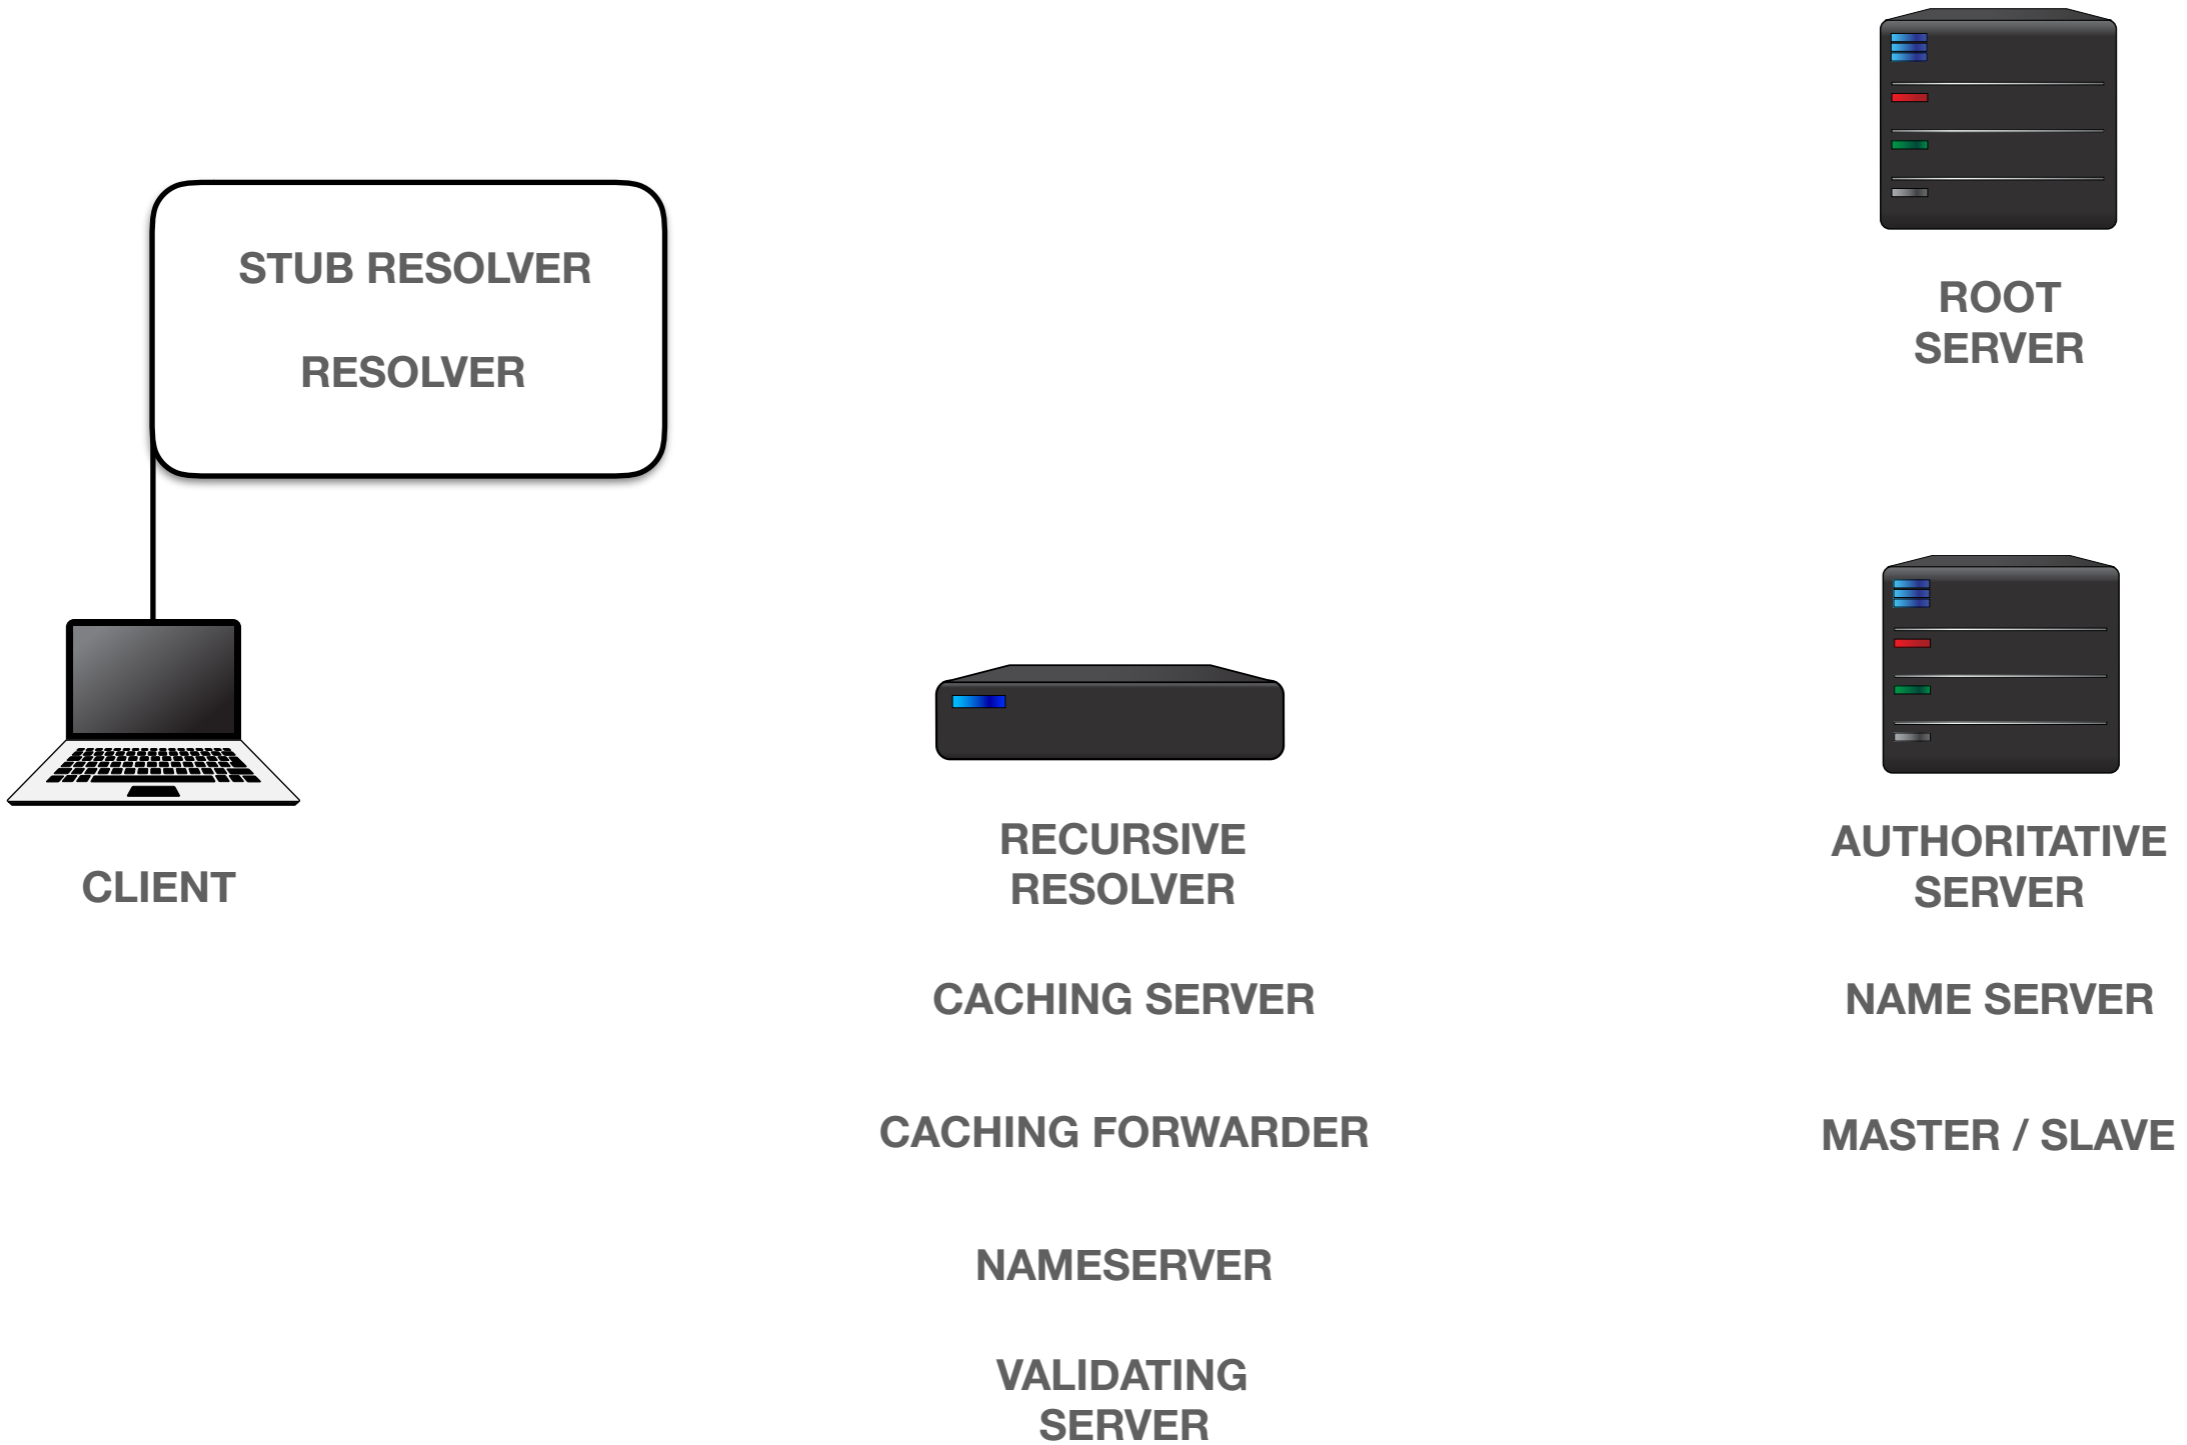 STUB RESOLVER
RESOLVER
CLIENT
RECURSIVE
RESOLVER
CACHING SERVER
CACHING FORWARDER
NAMESERVER
VALIDATING
SERVER
ROOT
SERVER
AUTHORITATIVE
SERVER
NAME SERVER
MASTER / SLAVE